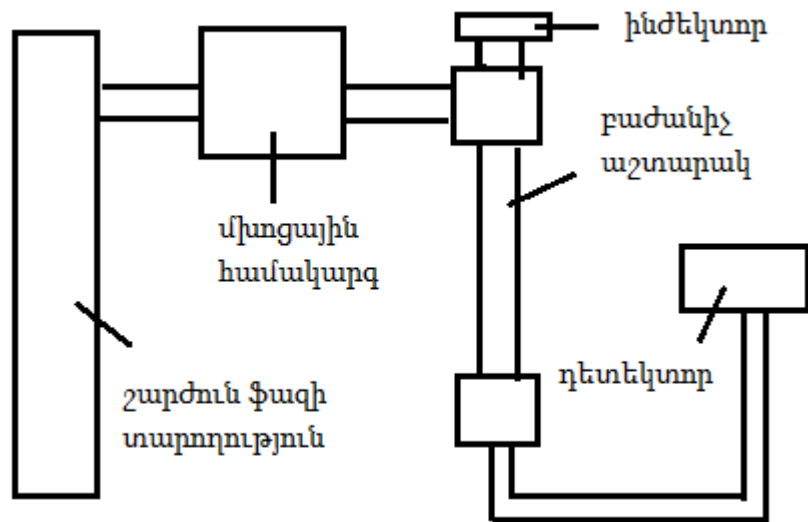 ինժեկտոր
բաժանիչ
աշտարակ
մխոցային
համակարգ
դետեկտոր
շարժուն ֆազի
տարողություն